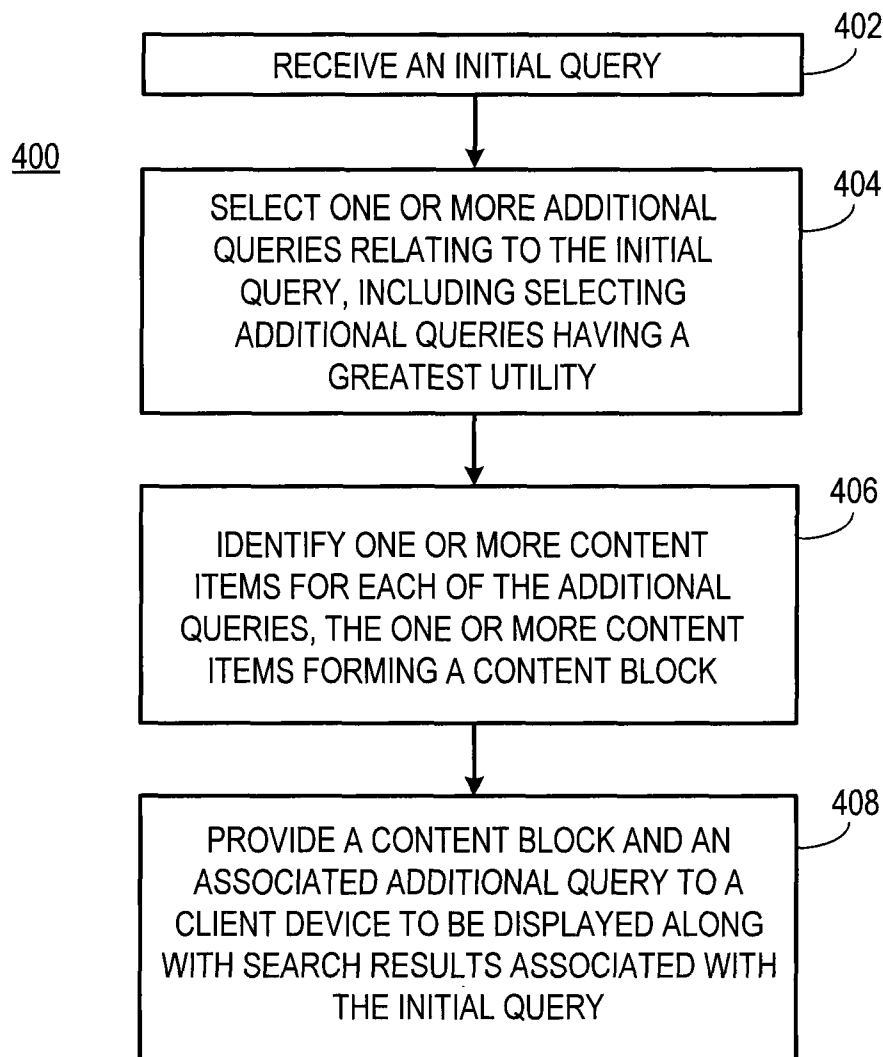 402
RECEIVE AN INITIAL QUERY
400
404
SELECT ONE OR MORE ADDITIONAL
QUERIES RELATING TO THE INITIAL
QUERY, INCLUDING SELECTING
ADDITIONAL QUERIES HAVING A
GREATEST UTILITY
406
IDENTIFY ONE OR MORE CONTENT
ITEMS FOR EACH OF THE ADDITIONAL
QUERIES, THE ONE OR MORE CONTENT
ITEMS FORMING A CONTENT BLOCK
408
PROVIDE A CONTENT BLOCK AND AN
ASSOCIATED ADDITIONAL QUERY TO A
CLIENT DEVICE TO BE DISPLAYED ALONG
WITH SEARCH RESULTS ASSOCIATED WITH
THE INITIAL QUERY